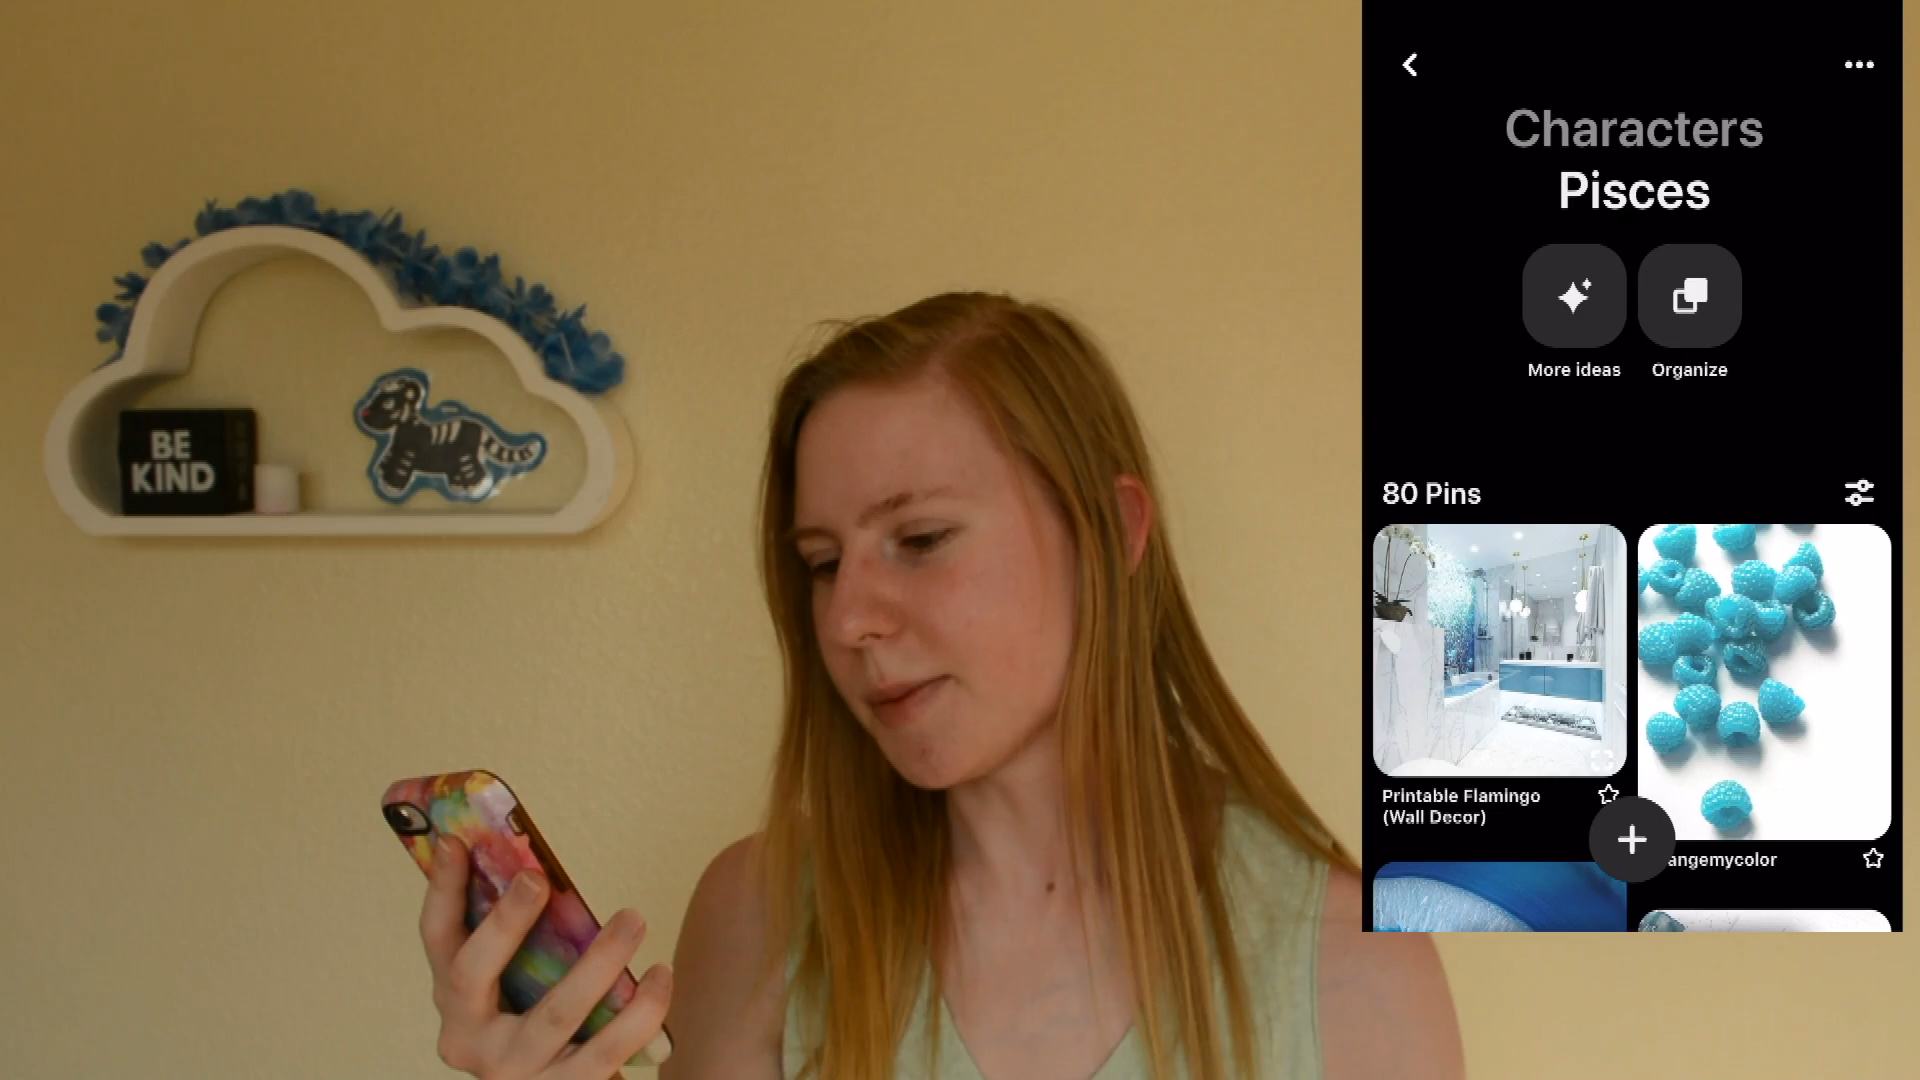 BE
KIND
Characters
Pisces
More ideas
Organize
80 Pins
Printable Flamingo
(Wall Decor)
angemycolor